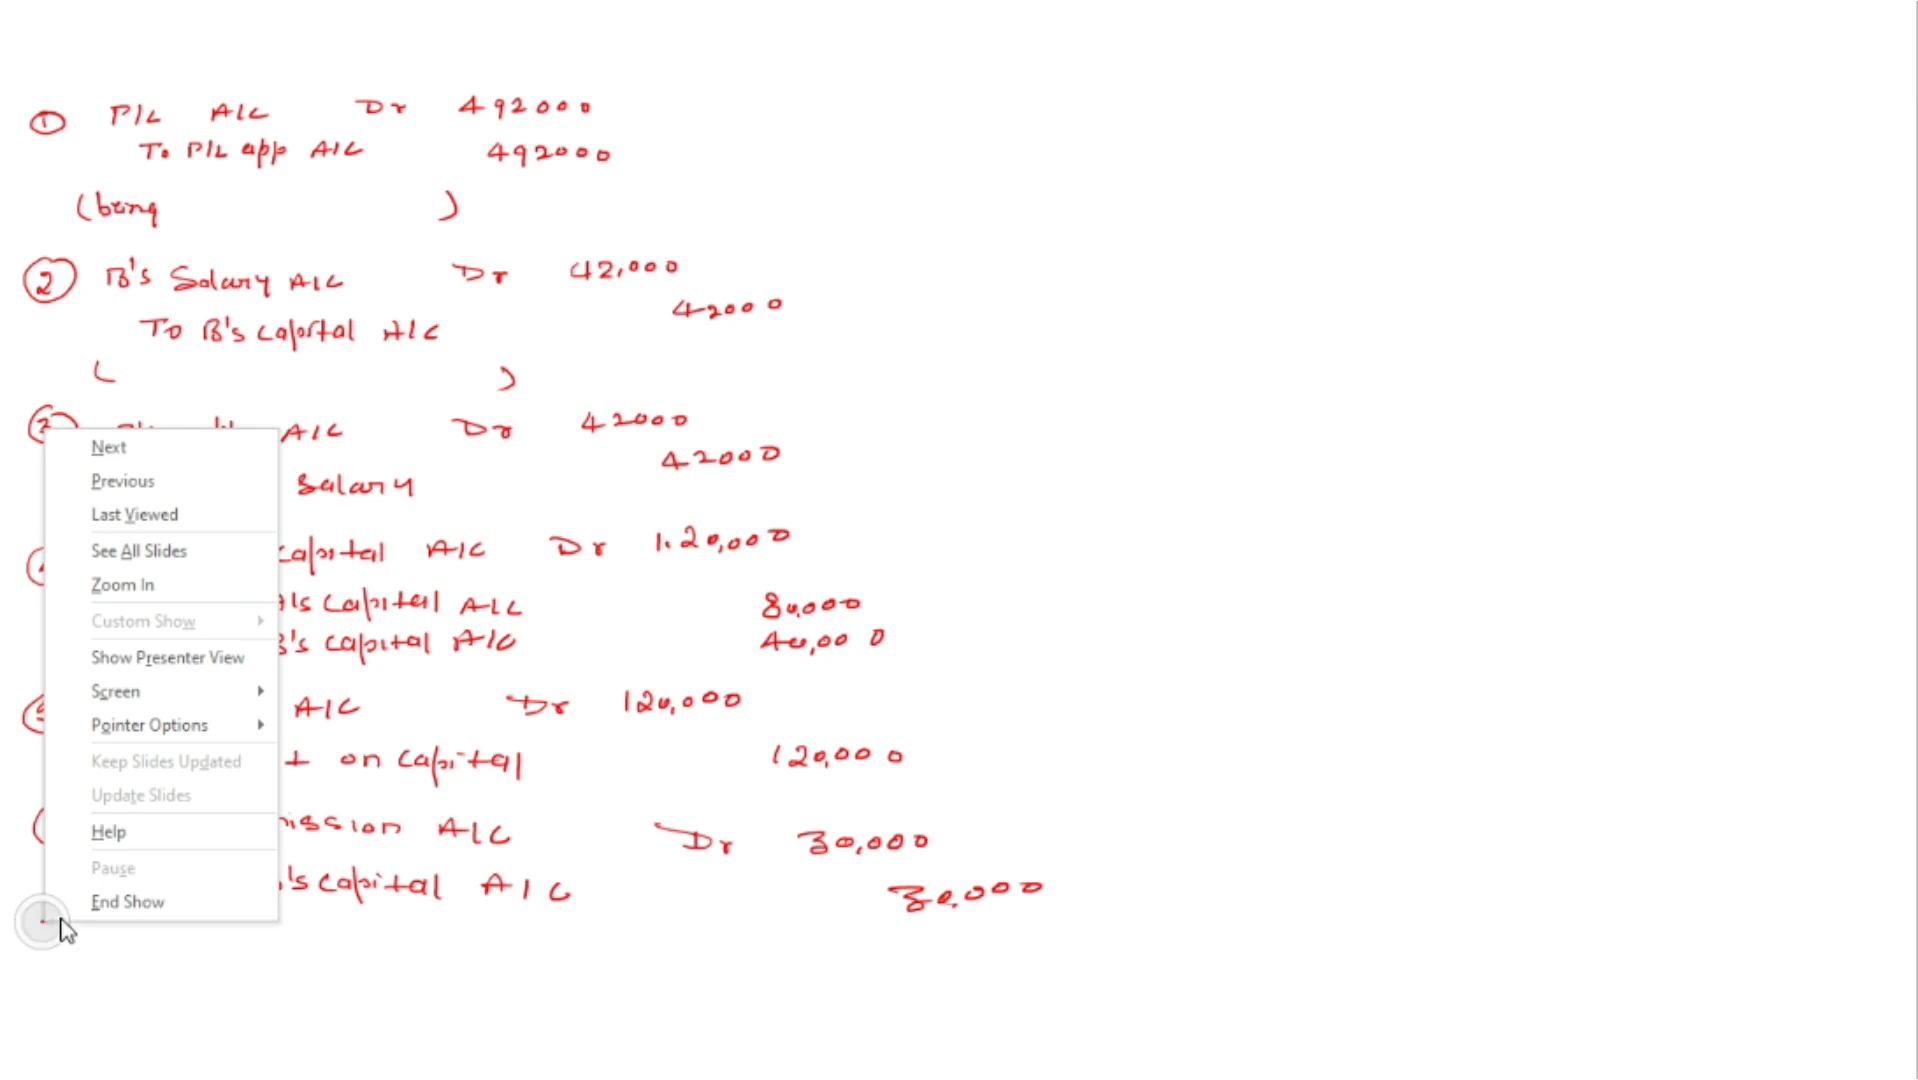 ① P/L A/C Dr 492000
To P/L app A/C 492000
(being )
② B's Salary A/C Dr 42,000
To B's capital A/C 42000
( )
A/C Dr 42000
Salary 42000
capital A/C Dr 1.20,000
A's capital A/C 80,000
B's capital A/C 40,000
A/C Dr 120,000
on capital 120,000
A/C Dr 30,000
's capital A/C 30,000
Next
Previous
Last Viewed
See All Slides
Zoom In
Custom Show
Show Presenter View
Screen
Pointer Options
Keep Slides Updated
Update Slides
Help
Pause
End Show